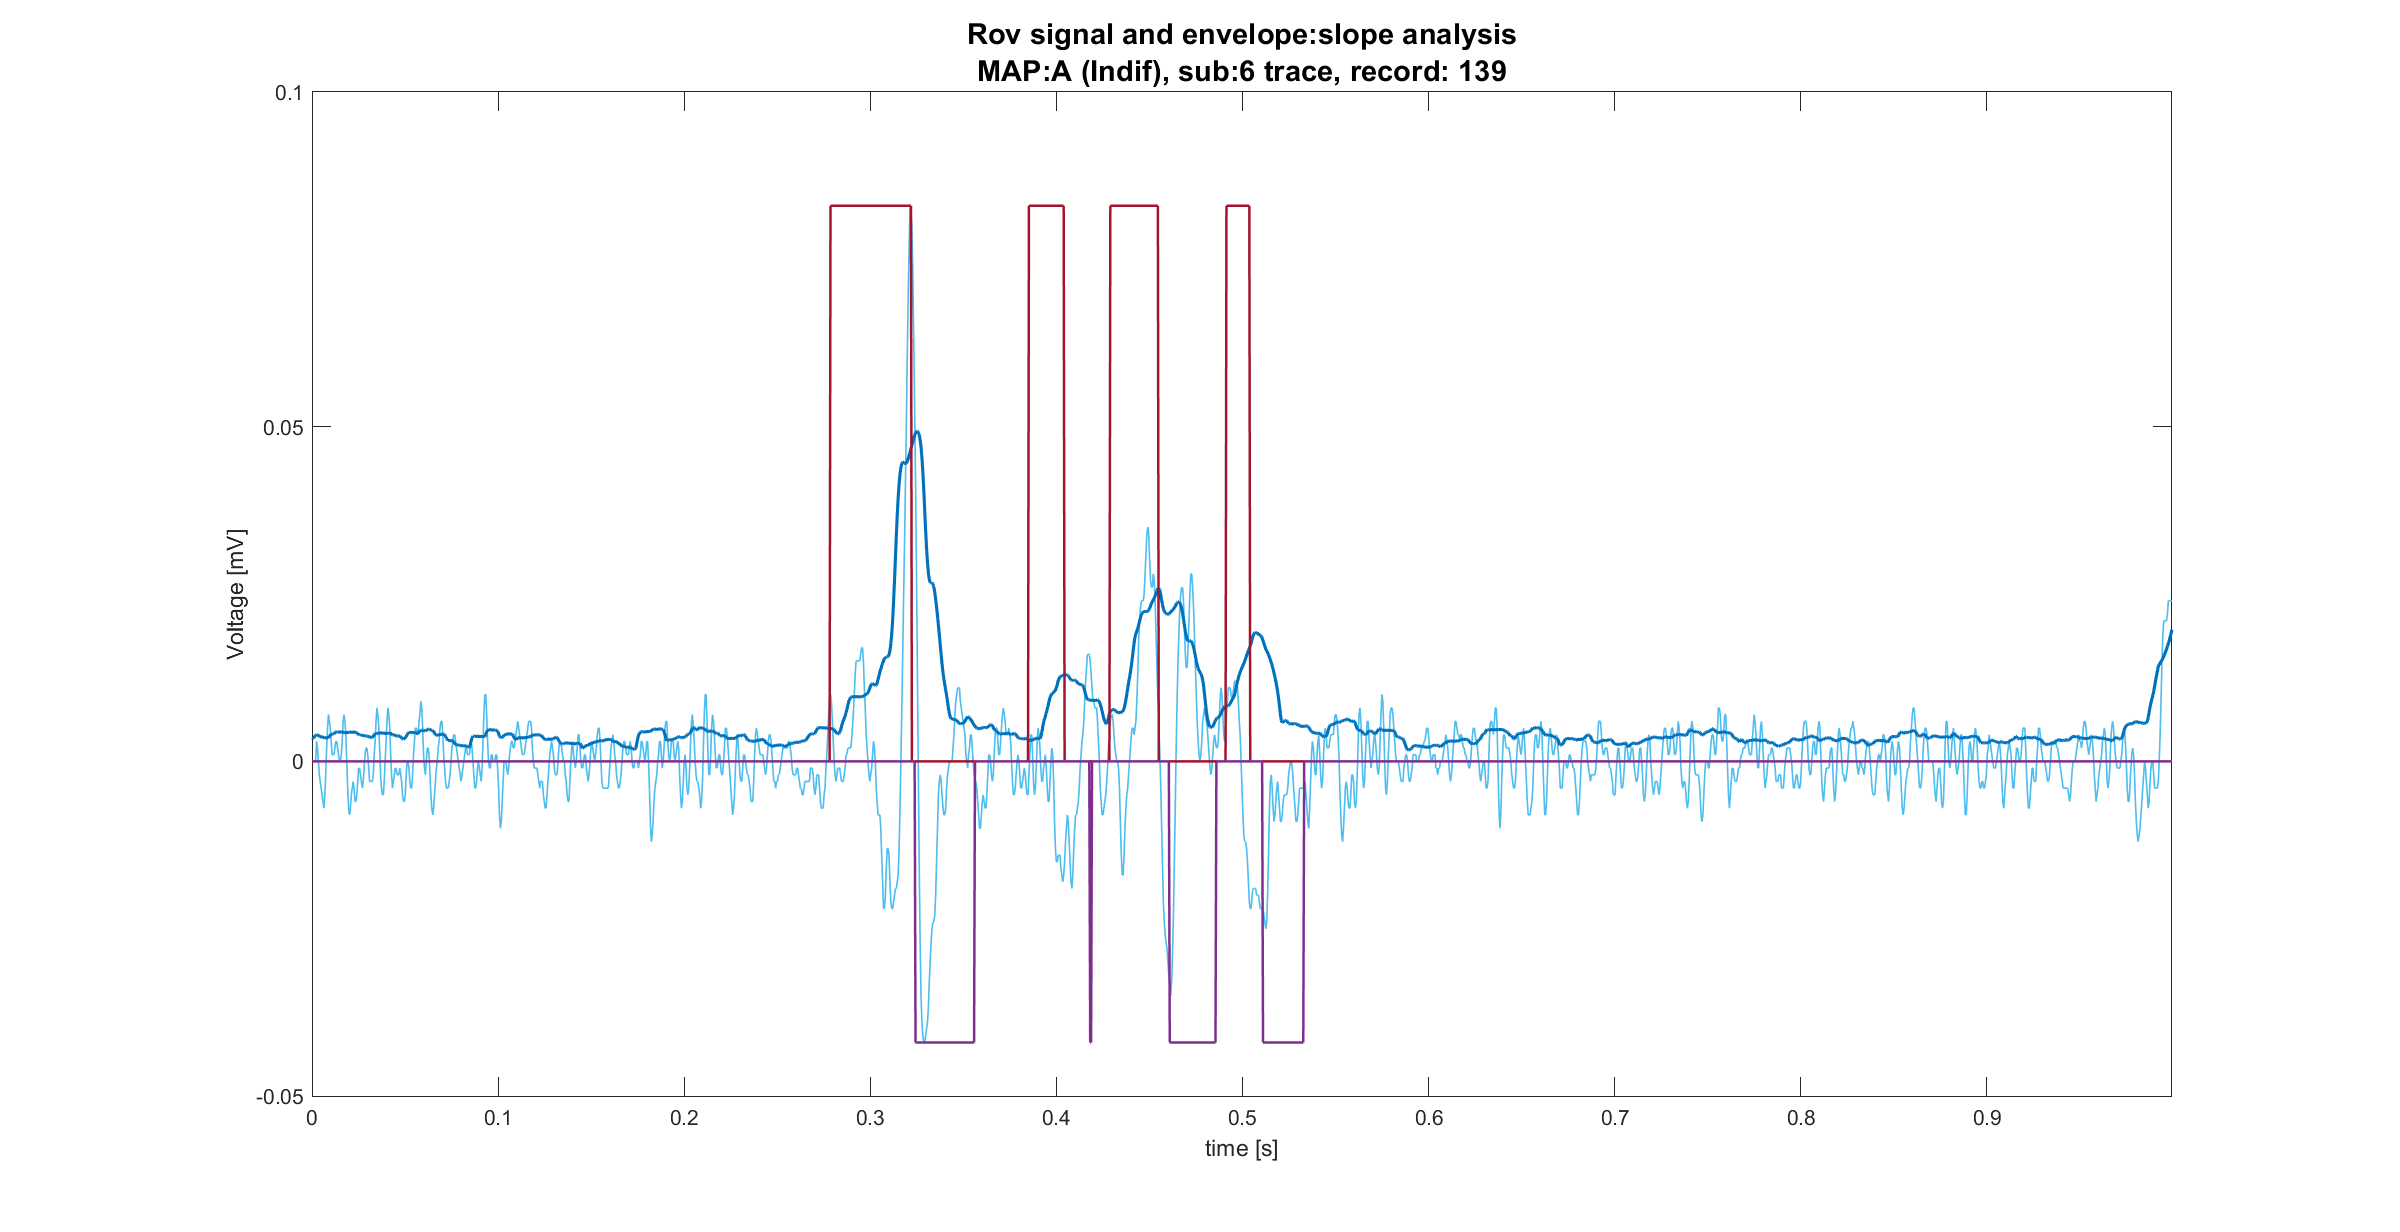 Rov signal and envelope:slope analysis
MAP:A (Indif), sub:6 trace, record: 139
0.1
0.05
0
-0.05
Voltage [mV]
0 0.1 0.2 0.3 0.4 0.5 0.6 0.7 0.8 0.9
time [s]